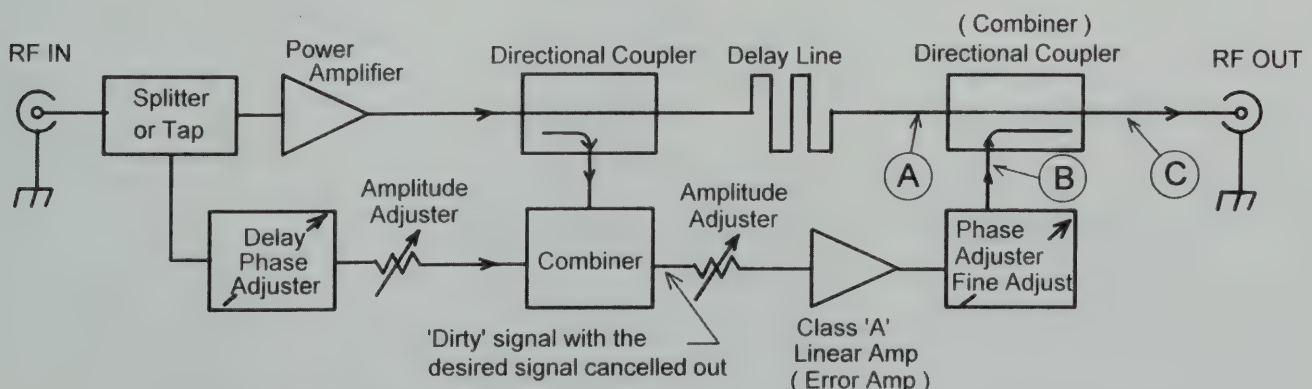 RF IN
Splitter
or Tap
Power
Amplifier
Directional Coupler
Delay Line
( Combiner )
Directional Coupler
RF OUT
A
B
C
Delay
Phase
Adjuster
Amplitude
Adjuster
Combiner
Amplitude
Adjuster
Phase
Adjuster
Fine Adjust
'Dirty' signal with the
desired signal cancelled out
Class 'A'
Linear Amp
( Error Amp )